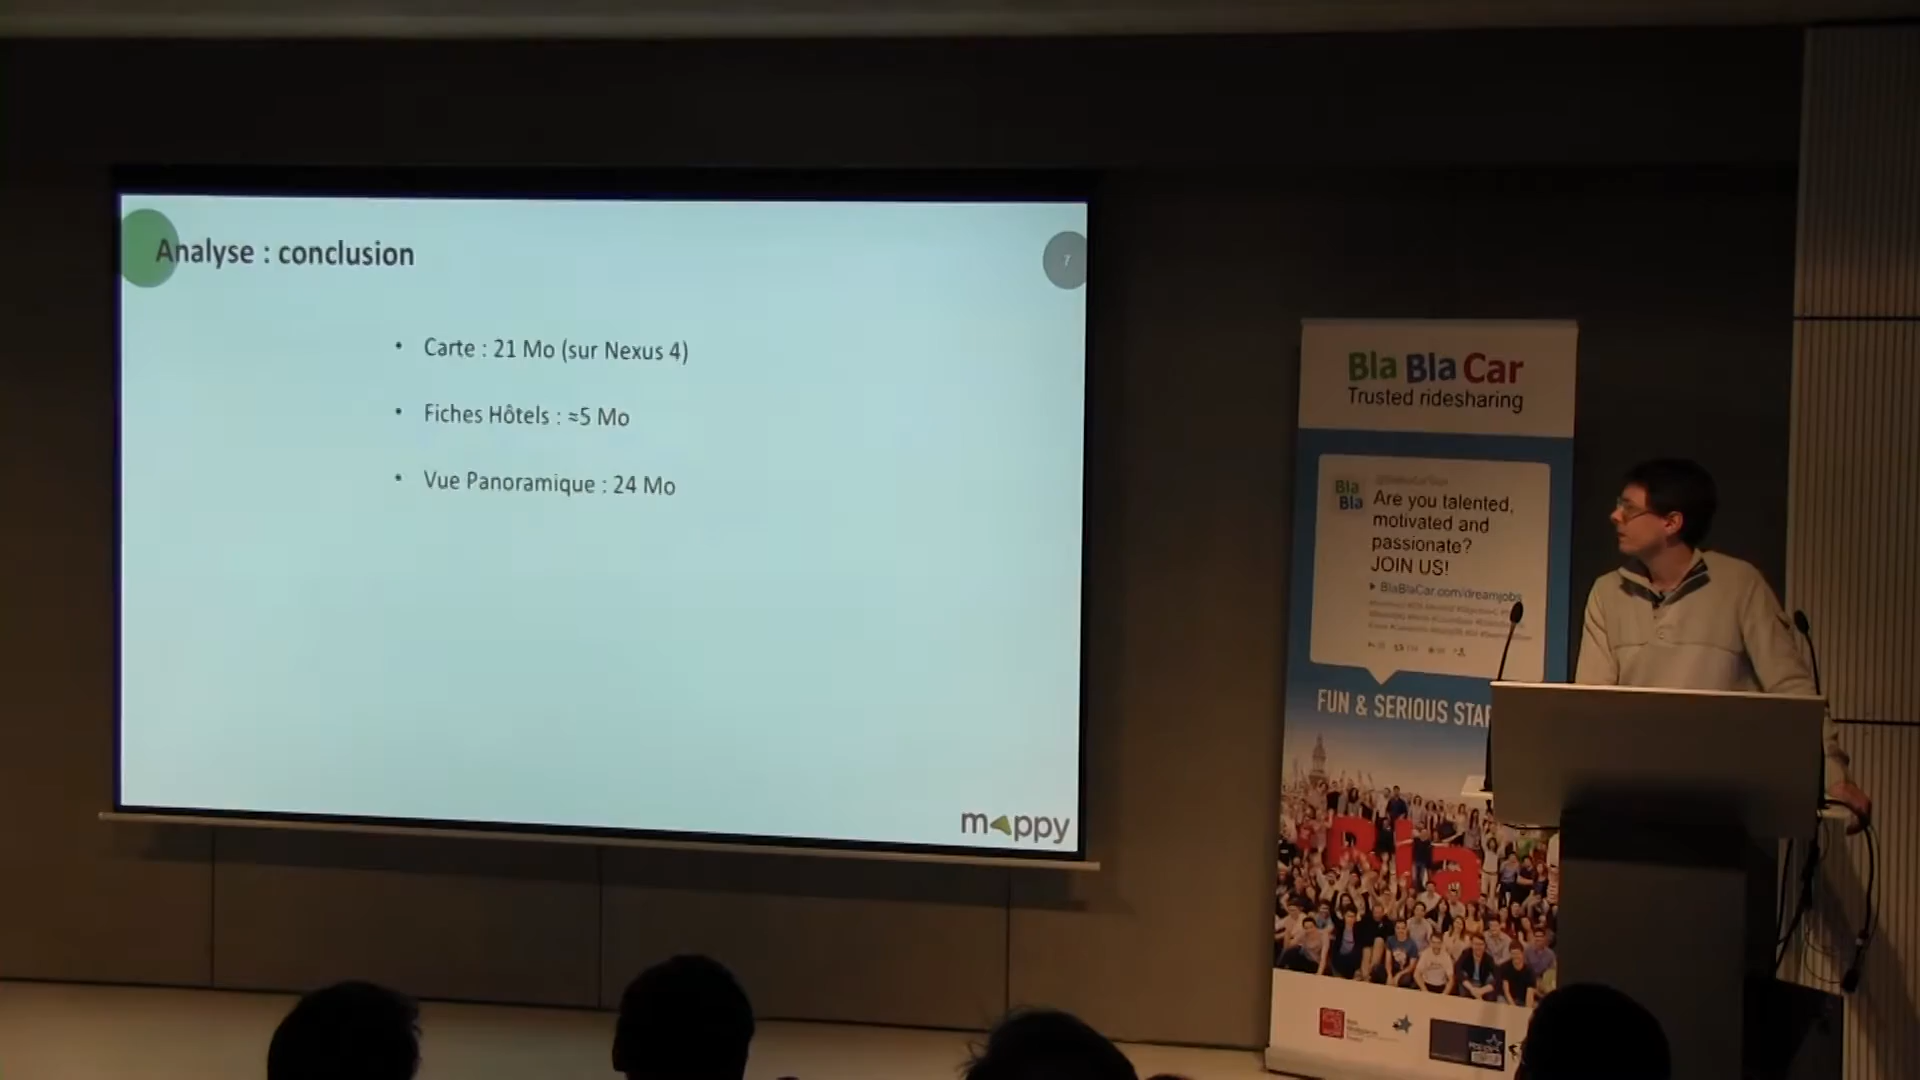 Analyse : conclusion
7
• Carte : 21 Mo (sur Nexus 4)
• Fiches Hôtels : ≈5 Mo
• Vue Panoramique : 24 Mo
mappy
Bla Bla Car
Trusted ridesharing
Bla
Bla
Are you talented,
motivated and
passionate?
JOIN US!
BlaBlaCar.com/dreamjobs
FUN & SERIOUS STA
Bla